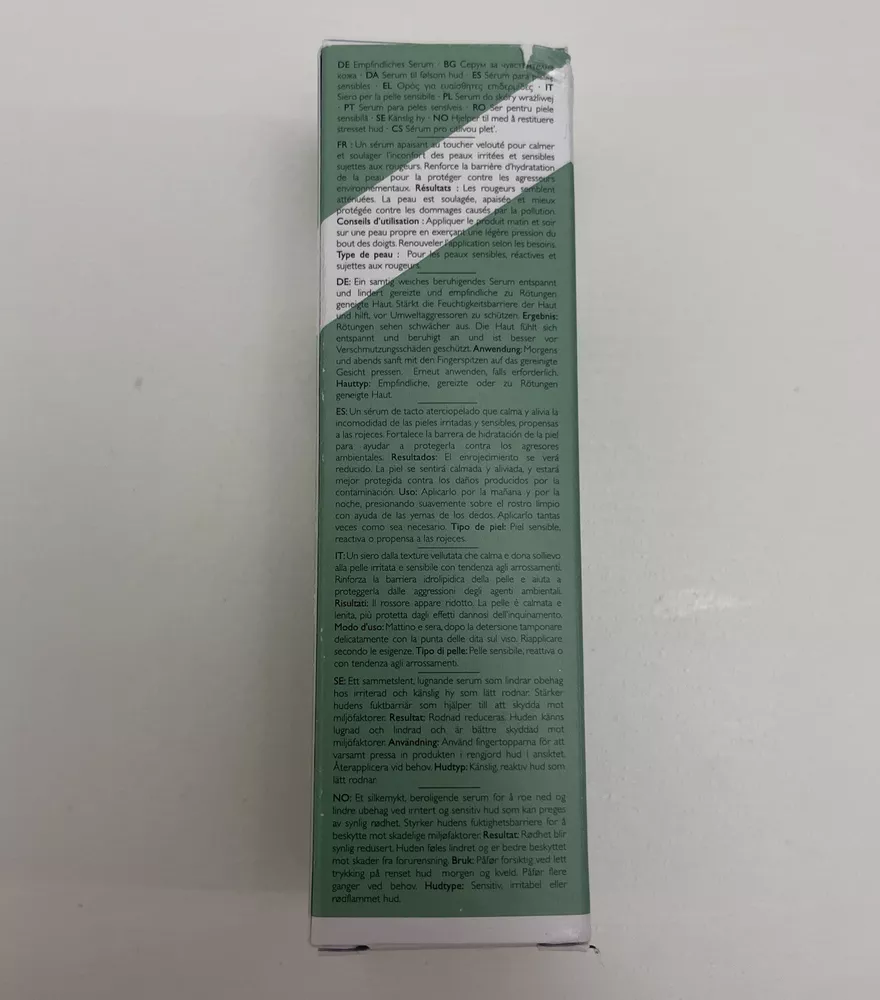 DE Empfindliches Serum · BG Серум за чувствителна
кожа · DA Serum til følsom hud · ES Sérum para pieles
sensibles · EL Ορός για ευαίσθητες επιδερμίδες · IT
Siero per la pelle sensibile · PL Serum do skóry wrażliwej
· PT Serum para peles sensíveis · RO Ser pentru piele
sensibilă · SE Känslig hy · NO Hjelper til med å restituere
stresset hud · CS Sérum pro citlivou pleť.
FR : Un sérum apaisant au toucher velouté pour calmer
et soulager l'inconfort des peaux irritées et sensibles
sujettes aux rougeurs. Renforce la barrière d'hydratation
de la peau pour la protéger contre les agresseurs
environnementaux. Résultats : Les rougeurs semblent
atténuées. La peau est soulagée, apaisée et mieux
protégée contre les dommages causés par la pollution.
Conseils d'utilisation : Appliquer le produit matin et soir
sur une peau propre en exerçant une légère pression du
bout des doigts. Renouveler l'application selon les besoins.
Type de peau : Pour les peaux sensibles, réactives et
sujettes aux rougeurs.
DE: Ein samtig weiches beruhigendes Serum entspannt
und lindert gereizte und empfindliche zu Rötungen
geneigte Haut. Stärkt die Feuchtigkeitsbarriere der Haut
und hilft, vor Umweltaggressoren zu schützen. Ergebnis:
Rötungen sehen schwächer aus. Die Haut fühlt sich
entspannt und beruhigt an und ist besser vor
Verschmutzungsschäden geschützt. Anwendung: Morgens
und abends sanft mit den Fingerspitzen auf das gereinigte
Gesicht pressen. Erneut anwenden, falls erforderlich.
Hauttyp: Empfindliche, gereizte oder zu Rötungen
geneigte Haut.
ES: Un sérum de tacto aterciopelado que calma y alivia la
incomodidad de las pieles irritadas y sensibles, propensas
a las rojeces. Fortalece la barrera de hidratación de la piel
para ayudar a protegerla contra los agresores
ambientales. Resultados: El enrojecimiento se verá
reducido. La piel se sentirá calmada y aliviada, y estará
mejor protegida contra los daños producidos por la
contaminación. Uso: Aplicarlo por la mañana y por la
noche, presionando suavemente sobre el rostro limpio
con ayuda de las yemas de los dedos. Aplicarlo tantas
veces como sea necesario. Tipo de piel: Piel sensible,
reactiva o propensa a las rojeces.
IT: Un siero dalla texture vellutata che calma e dona sollievo
alla pelle irritata e sensibile con tendenza agli arrossamenti.
Rinforza la barriera idrolipidica della pelle e aiuta a
proteggerla dalle aggressioni degli agenti ambientali.
Risultati: Il rossore appare ridotto. La pelle è calmata e
lenita, più protetta dagli effetti dannosi dell'inquinamento.
Modo d'uso: Mattino e sera, dopo la detersione tamponare
delicatamente con la punta delle dita sul viso. Riapplicare
secondo le esigenze. Tipo di pelle: Pelle sensibile, reattiva o
con tendenza agli arrossamenti.
SE: Ett sammetslent, lugnande serum som lindrar obehag
hos irriterad och känslig hy som lätt rodnar. Stärker
hudens fuktbarriär som hjälper till att skydda mot
miljöfaktorer. Resultat: Rodnad reduceras. Huden känns
lugnad och lindrad och är bättre skyddad mot
miljöfaktorer. Användning: Använd fingertopparna för att
varsamt pressa in produkten i rengjord hud i ansiktet.
Återapplicera vid behov. Hudtyp: Känslig, reaktiv hud som
lätt rodnar.
NO: Et silkemykt, beroligende serum for å roe ned og
lindre ubehag ved irritert og sensitiv hud som kan preges
av synlig rødhet. Styrker hudens fuktighetsbarriere for å
beskytte mot skadelige miljøfaktorer. Resultat: Rødhet blir
synlig redusert. Huden føles lindret og er bedre beskyttet
mot skader fra forurensning. Bruk: Påfør forsiktig ved lett
trykking på renset hud morgen og kveld. Påfør flere
ganger ved behov. Hudtype: Sensitiv, irritabel eller
rødflammet hud.